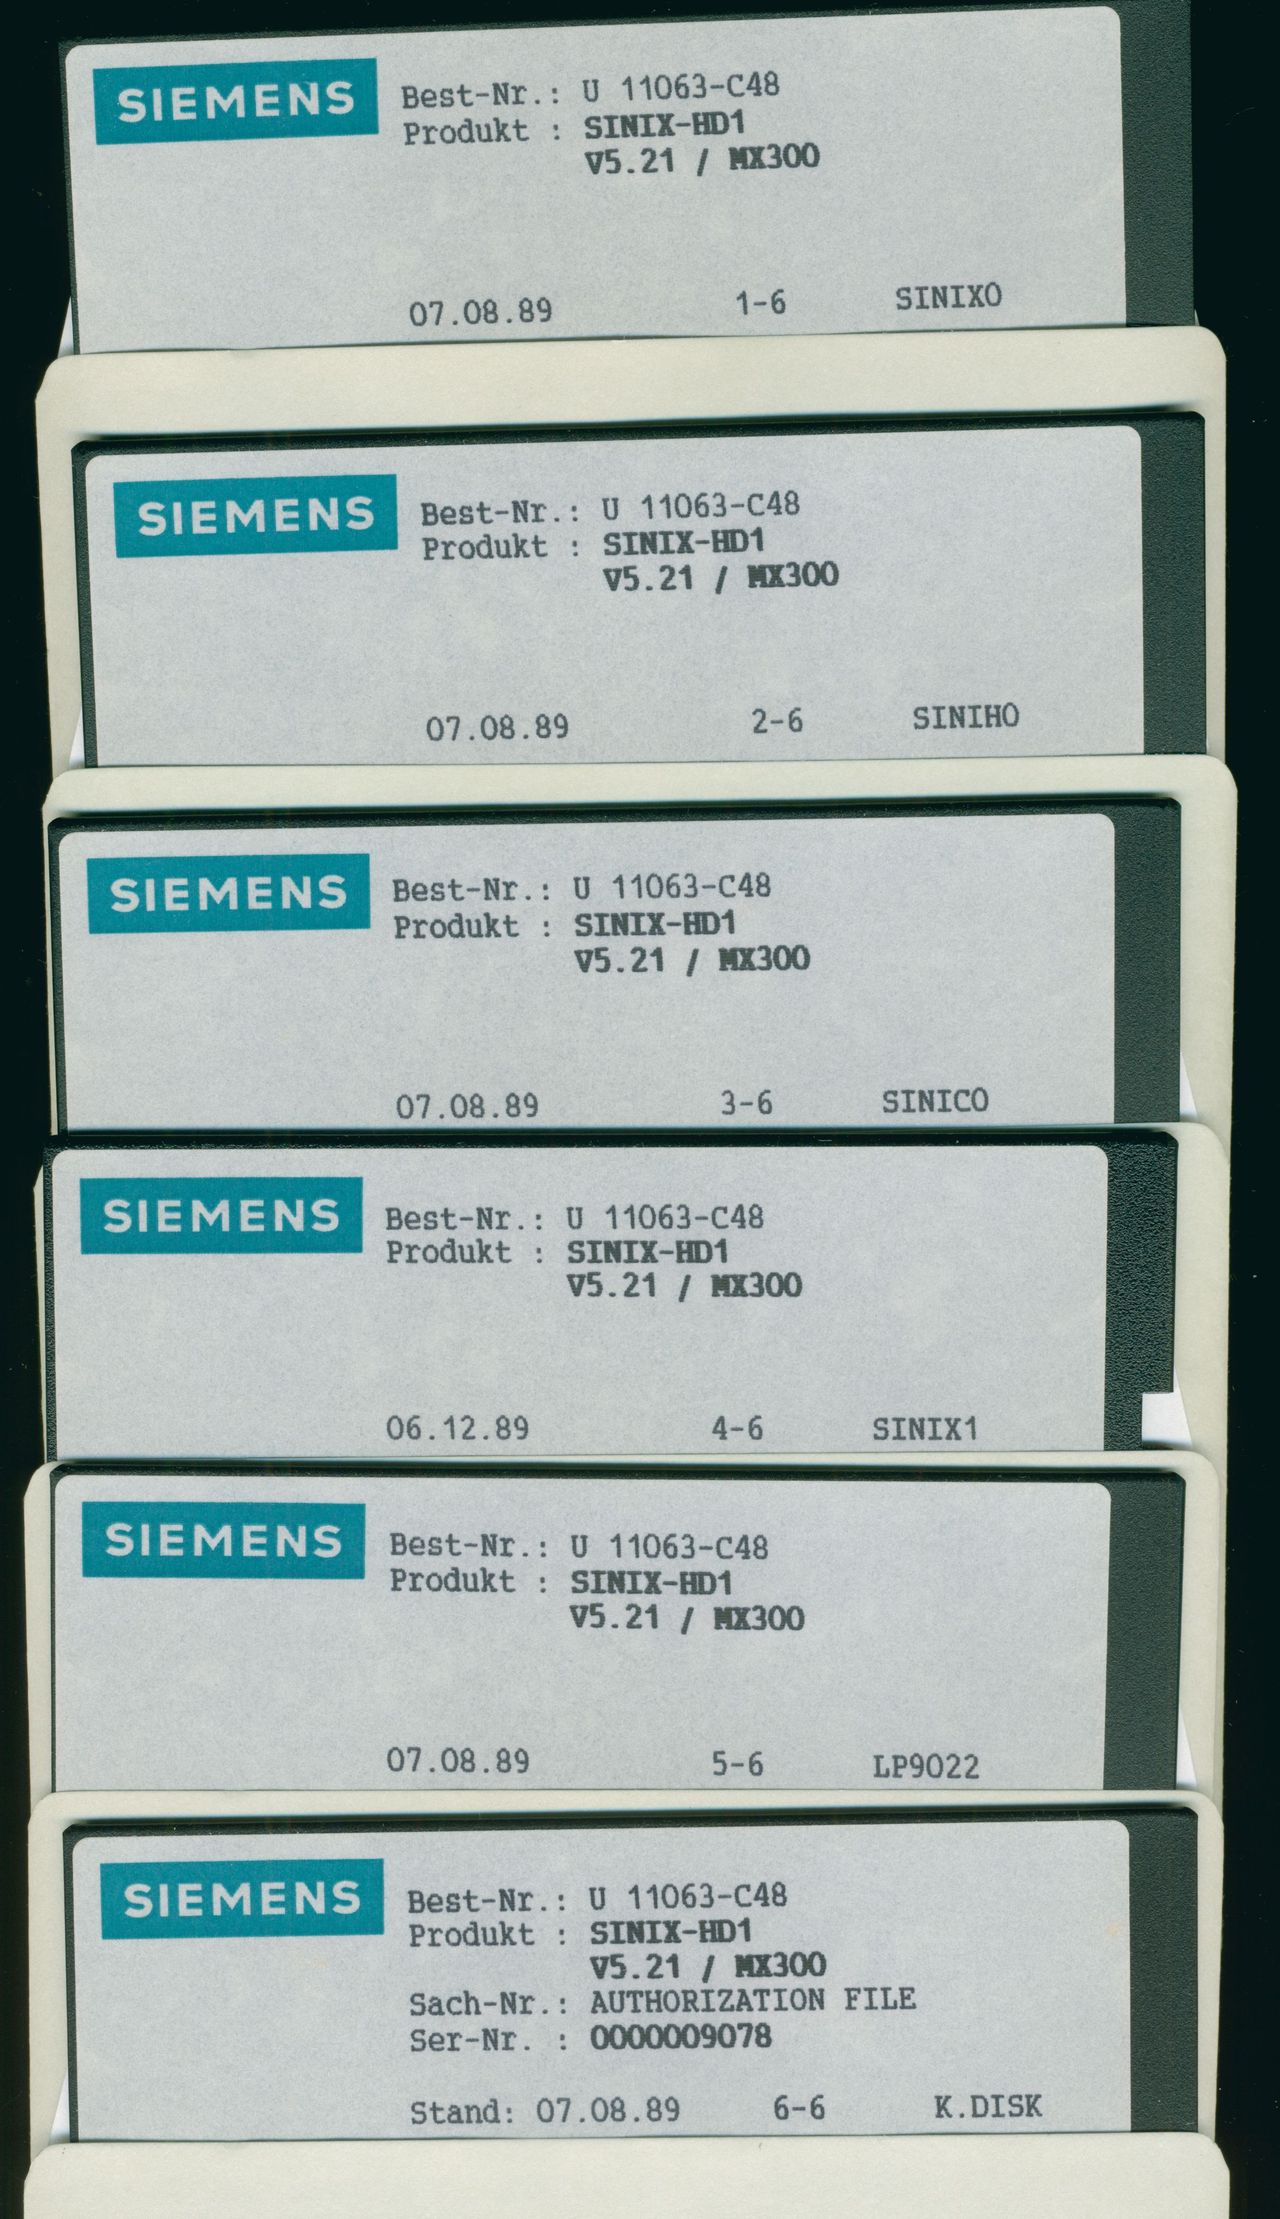 SIEMENS
Best-Nr.: U 11063-C48
Produkt : SINIX-HD1
V5.21 / MX300
07.08.89 1-6 SINIX0
SIEMENS
Best-Nr.: U 11063-C48
Produkt : SINIX-HD1
V5.21 / MX300
07.08.89 2-6 SINIH0
SIEMENS
Best-Nr.: U 11063-C48
Produkt : SINIX-HD1
V5.21 / MX300
07.08.89 3-6 SINIC0
SIEMENS
Best-Nr.: U 11063-C48
Produkt : SINIX-HD1
V5.21 / MX300
06.12.89 4-6 SINIX1
SIEMENS
Best-Nr.: U 11063-C48
Produkt : SINIX-HD1
V5.21 / MX300
07.08.89 5-6 LP9022
SIEMENS
Best-Nr.: U 11063-C48
Produkt : SINIX-HD1
V5.21 / MX300
Sach-Nr.: AUTHORIZATION FILE
Ser-Nr. : 0000009078
Stand: 07.08.89 6-6 K.DISK